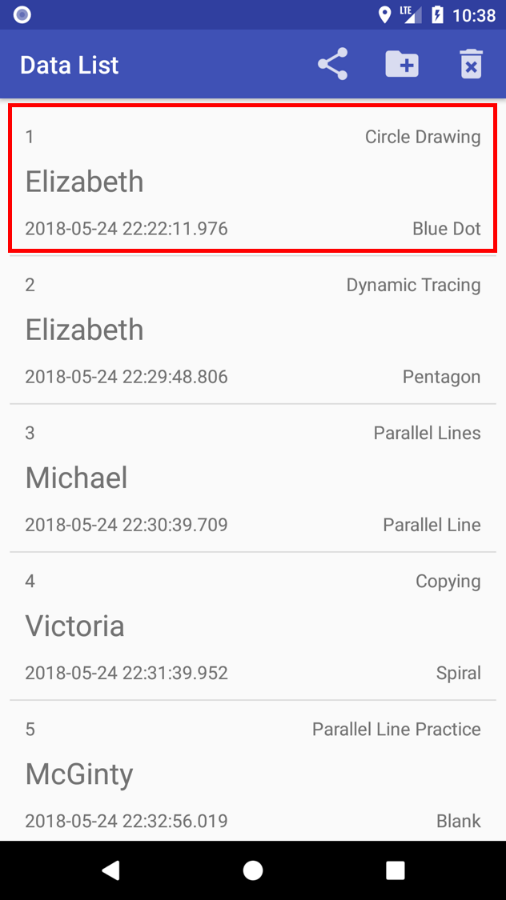 LTE 10:38
Data List
1 Circle Drawing
Elizabeth
2018-05-24 22:22:11.976 Blue Dot
2 Dynamic Tracing
Elizabeth
2018-05-24 22:29:48.806 Pentagon
3 Parallel Lines
Michael
2018-05-24 22:30:39.709 Parallel Line
4 Copying
Victoria
2018-05-24 22:31:39.952 Spiral
5 Parallel Line Practice
McGinty
2018-05-24 22:32:56.019 Blank